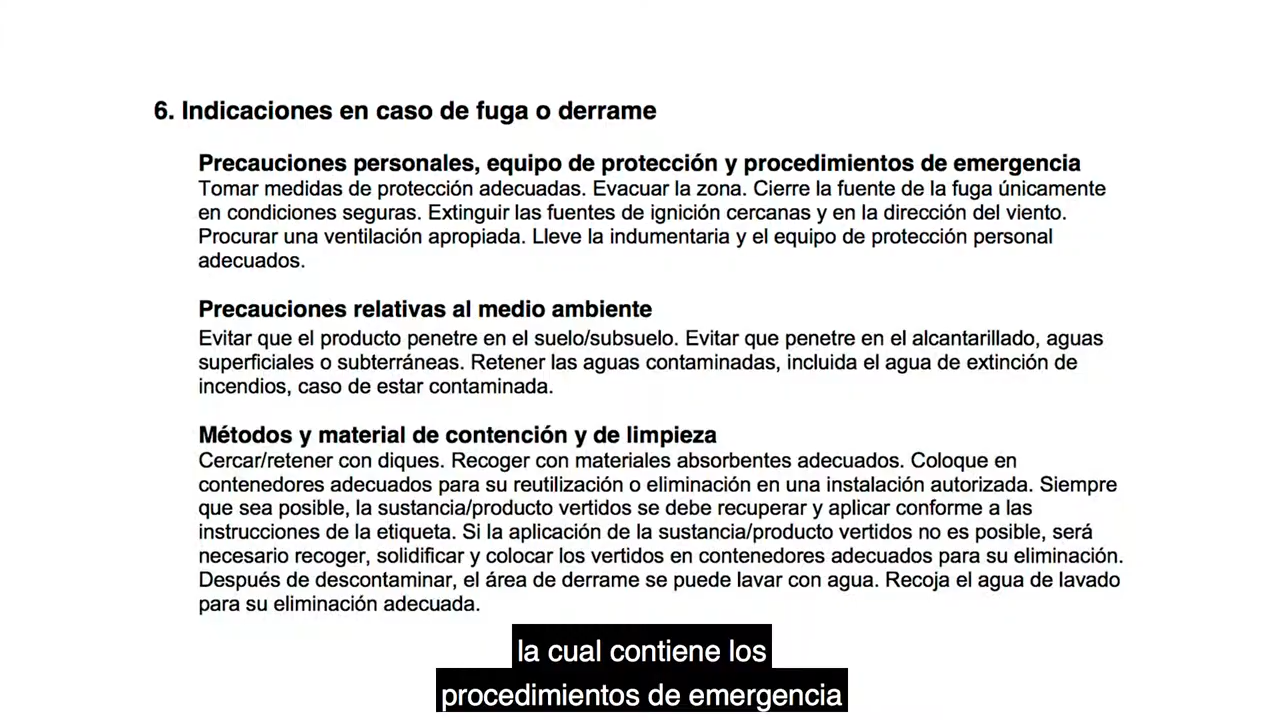 6. Indicaciones en caso de fuga o derrame
Precauciones personales, equipo de protección y procedimientos de emergencia
Tomar medidas de protección adecuadas. Evacuar la zona. Cierre la fuente de la fuga únicamente
en condiciones seguras. Extinguir las fuentes de ignición cercanas y en la dirección del viento.
Procurar una ventilación apropiada. Lleve la indumentaria y el equipo de protección personal
adecuados.
Precauciones relativas al medio ambiente
Evitar que el producto penetre en el suelo/subsuelo. Evitar que penetre en el alcantarillado, aguas
superficiales o subterráneas. Retener las aguas contaminadas, incluida el agua de extinción de
incendios, caso de estar contaminada.
Métodos y material de contención y de limpieza
Cercar/retener con diques. Recoger con materiales absorbentes adecuados. Coloque en
contenedores adecuados para su reutilización o eliminación en una instalación autorizada. Siempre
que sea posible, la sustancia/producto vertidos se debe recuperar y aplicar conforme a las
instrucciones de la etiqueta. Si la aplicación de la sustancia/producto vertidos no es posible, será
necesario recoger, solidificar y colocar los vertidos en contenedores adecuados para su eliminación.
Después de descontaminar, el área de derrame se puede lavar con agua. Recoja el agua de lavado
para su eliminación adecuada.
la cual contiene los
procedimientos de emergencia